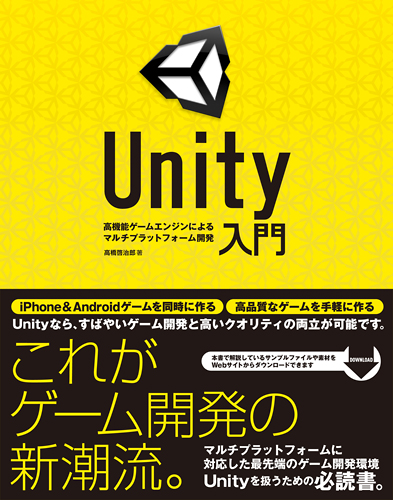 Unity
高機能ゲームエンジンによる
マルチプラットフォーム開発
入門
高橋啓治郎 著
iPhone&Androidゲームを同時に作る
高品質なゲームを手軽に作る
Unityなら、すばやいゲーム開発と高いクオリティの両立が可能です。
これが
ゲーム開発の
新潮流。
本書で解説しているサンプルファイルや素材を
Webサイトからダウンロードできます
DOWNLOAD
マルチプラットフォームに
対応した最先端のゲーム開発環境
Unityを扱うための必読書。